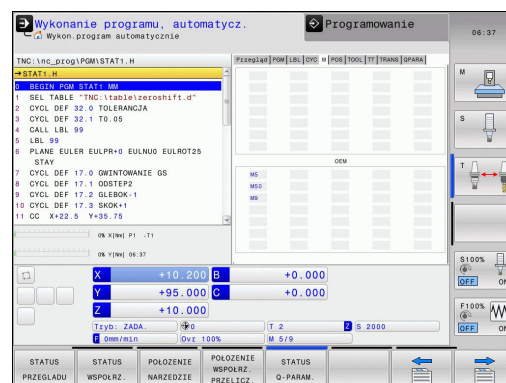 Wykonanie programu, automatycz.
Wykon.program automatycznie
Programowanie
06:37
TNC:\nc_prog\PGM\STAT1.H
→STAT1.H
0 BEGIN PGM STAT1 MM
1 SEL TABLE "TNC:\table\zeroshift.d"
2 CYCL DEF 32.0 TOLERANCJA
3 CYCL DEF 32.1 T0.05
4 CALL LBL 99
5 LBL 99
6 PLANE EULER EULPR+0 EULNU0 EULROT25
STAY
7 CYCL DEF 17.0 GWINTOWANIE GS
8 CYCL DEF 17.1 ODSTEP2
9 CYCL DEF 17.2 GLEBOK-1
10 CYCL DEF 17.3 SKOK+1
11 CC X+22.5 Y+35.75
0% X[Nm] P1 -T1
0% Y[Nm] 06:37
Przegląd PGM LBL CYC M POS TOOL TT TRANS QPARA
OEM
M5
M50
M9
X +10.200 B +0.000
Y +95.000 C +0.000
Z +10.000
Tryb: ZADA. 0 T 2 Z S 2000
F 0mm/min Ovr 100% M 5/9
M
S
T
S100%
OFF ON
F100%
OFF ON
STATUS PRZEGLADU
STATUS WSPOŁRZ.
POŁOZENIE NARZEDZIE
POŁOZENIE WSPOŁRZ. PRZELICZ.
STATUS Q-PARAM.